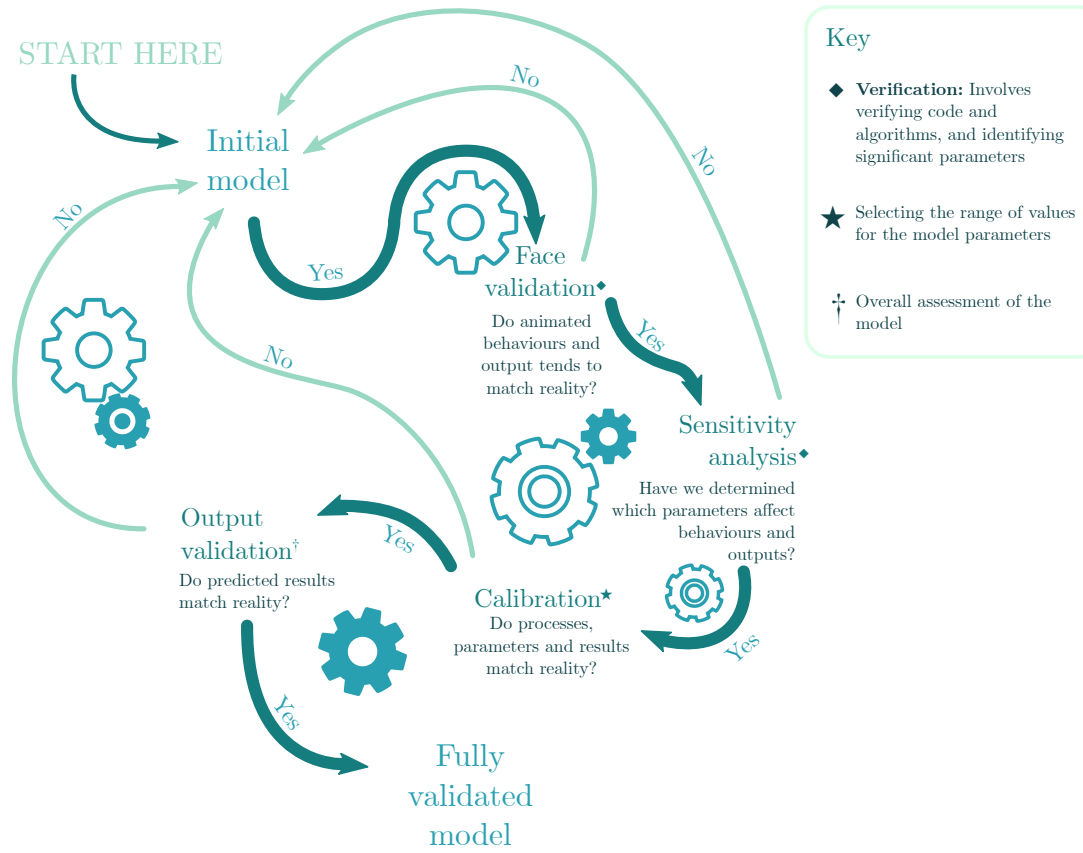 START HERE
Initial
model
No
No
No
No
Yes
Face
validation◆
Do animated
behaviours and
output tends to
match reality?
Yes
Sensitivity
analysis◆
Have we determined
which parameters affect
behaviours and
outputs?
Yes
Calibration★
Do processes,
parameters and results
match reality?
Yes
Output
validation†
Do predicted results
match reality?
Yes
Fully
validated
model
Key
◆ Verification: Involves
verifying code and
algorithms, and identifying
significant parameters
★ Selecting the range of values
for the model parameters
† Overall assessment of the
model